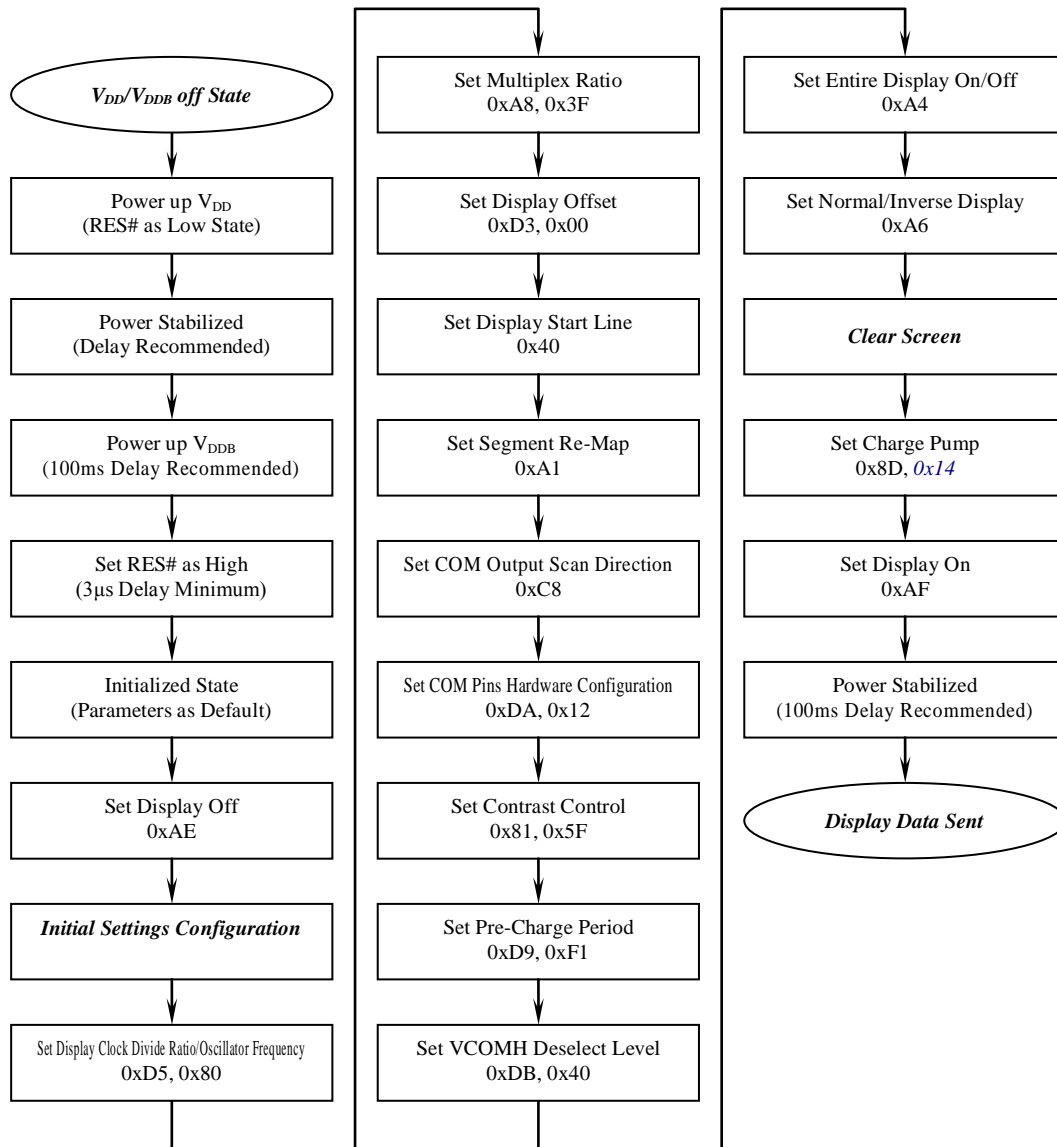 V_DD/V_DDB off State
Power up V_DD
(RES# as Low State)
Power Stabilized
(Delay Recommended)
Power up V_DDB
(100ms Delay Recommended)
Set RES# as High
(3μs Delay Minimum)
Initialized State
(Parameters as Default)
Set Display Off
0xAE
Initial Settings Configuration
Set Display Clock Divide Ratio/Oscillator Frequency
0xD5, 0x80
Set Multiplex Ratio
0xA8, 0x3F
Set Display Offset
0xD3, 0x00
Set Display Start Line
0x40
Set Segment Re-Map
0xA1
Set COM Output Scan Direction
0xC8
Set COM Pins Hardware Configuration
0xDA, 0x12
Set Contrast Control
0x81, 0x5F
Set Pre-Charge Period
0xD9, 0xF1
Set VCOMH Deselect Level
0xDB, 0x40
Set Entire Display On/Off
0xA4
Set Normal/Inverse Display
0xA6
Clear Screen
Set Charge Pump
0x8D, 0x14
Set Display On
0xAF
Power Stabilized
(100ms Delay Recommended)
Display Data Sent